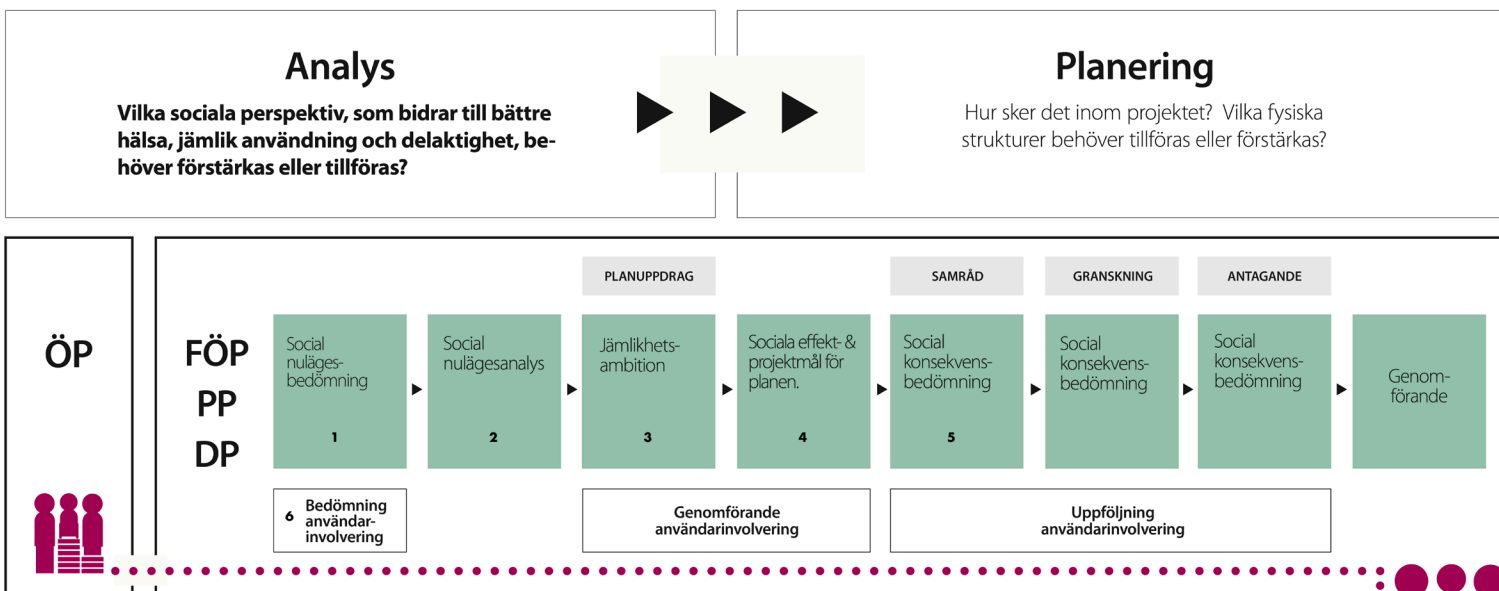 Analys
Vilka sociala perspektiv, som bidrar till bättre
hälsa, jämlik användning och delaktighet, be-
höver förstärkas eller tillföras?
Planering
Hur sker det inom projektet?  Vilka fysiska
strukturer behöver tillföras eller förstärkas?
ÖP
FÖP
PP
DP
PLANUPPDRAG
SAMRÅD
GRANSKNING
ANTAGANDE
Social
nuläges-
bedömning
1
Social
nulägesanalys
2
Jämlikhets-
ambition
3
Sociala effekt- &
projektmål för
planen.
4
Social
konsekvens-
bedömning
5
Social
konsekvens-
bedömning
Social
konsekvens-
bedömning
Genom-
förande
6
Bedömning
användar-
involvering
Genomförande
användarinvolvering
Uppföljning
användarinvolvering